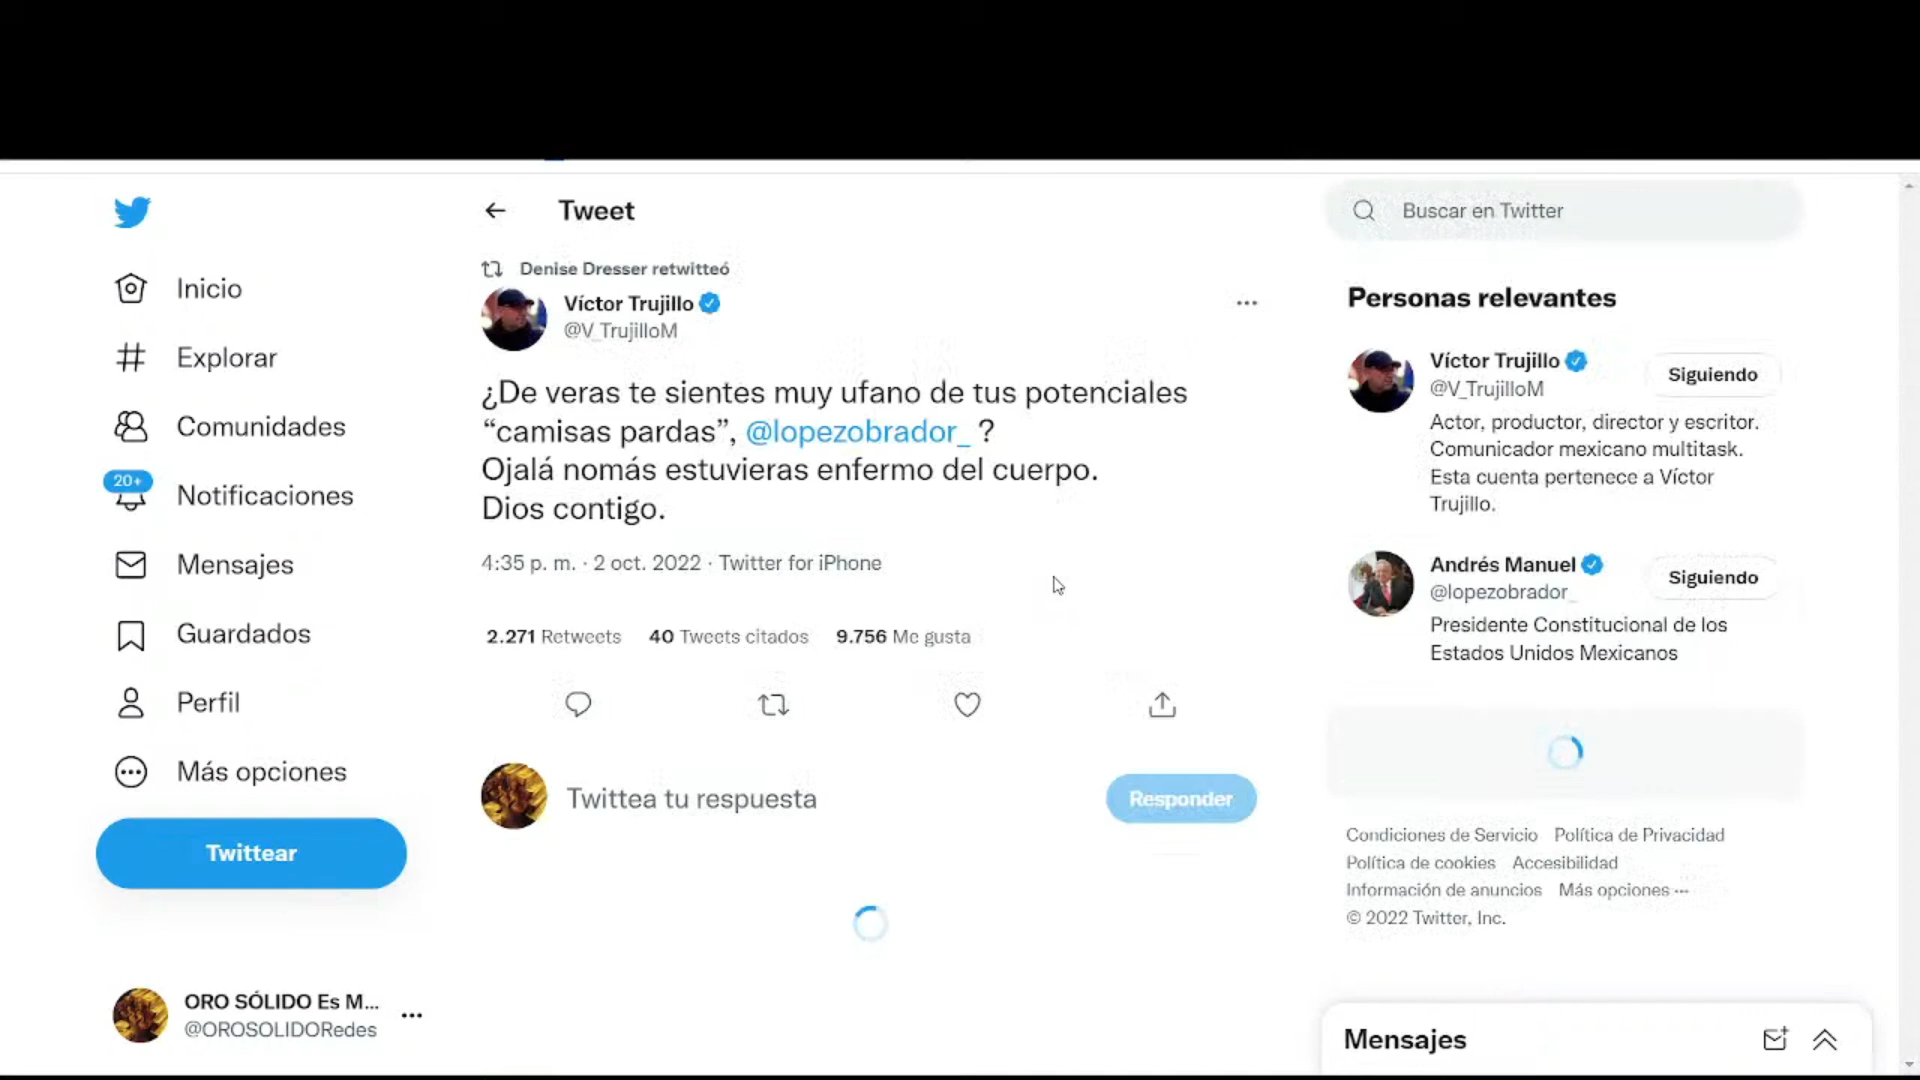 Tweet
Buscar en Twitter
Denise Dresser retwitteó
Víctor Trujillo
@V_TrujilloM
¿De veras te sientes muy ufano de tus potenciales
“camisas pardas”, @lopezobrador_ ?
Ojalá nomás estuvieras enfermo del cuerpo.
Dios contigo.
4:35 p. m. · 2 oct. 2022 · Twitter for iPhone
2.271 Retweets 40 Tweets citados 9.756 Me gusta
Twittea tu respuesta
Responder
Inicio
Explorar
Comunidades
20+
Notificaciones
Mensajes
Guardados
Perfil
Más opciones
Twittear
ORO SÓLIDO Es M...
@OROSOLIDORedes
Personas relevantes
Víctor Trujillo
@V_TrujilloM
Siguiendo
Actor, productor, director y escritor.
Comunicador mexicano multitask.
Esta cuenta pertenece a Víctor
Trujillo.
Andrés Manuel
@lopezobrador_
Siguiendo
Presidente Constitucional de los
Estados Unidos Mexicanos
Condiciones de Servicio Política de Privacidad
Política de cookies Accesibilidad
Información de anuncios Más opciones ···
© 2022 Twitter, Inc.
Mensajes